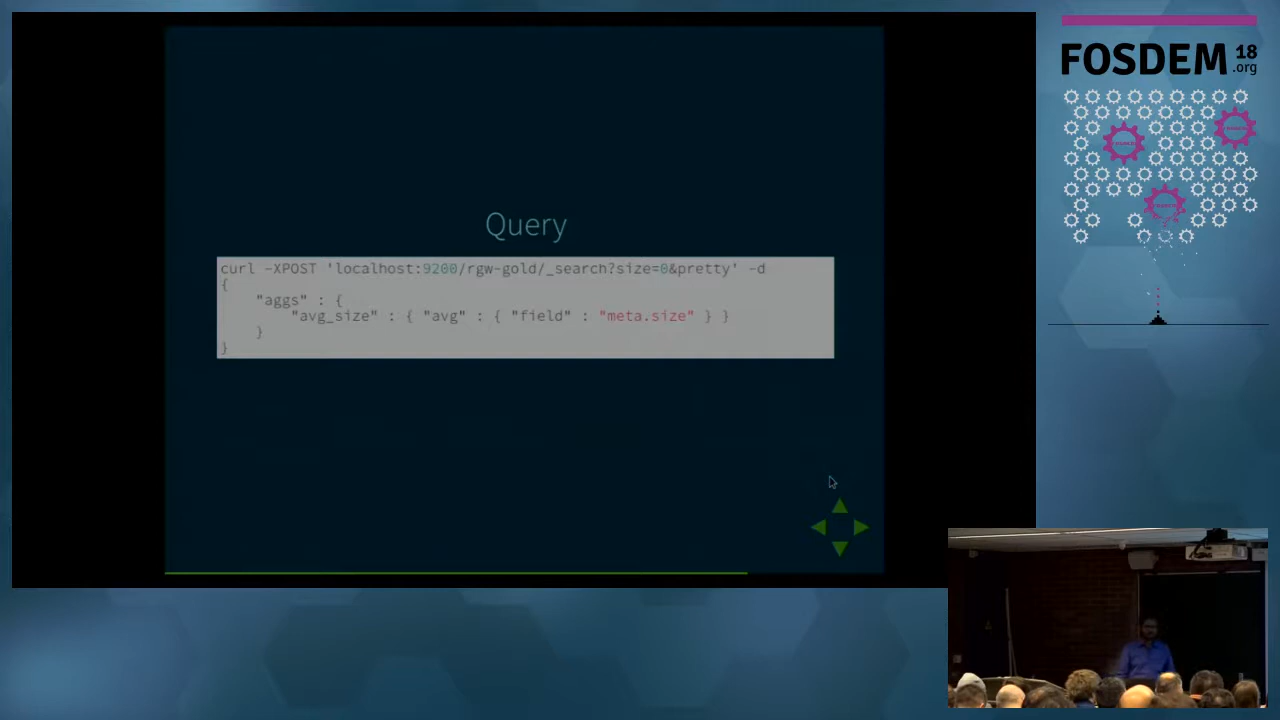 FOSDEM 18
.org
Query
curl -XPOST 'localhost:9200/rgw-gold/_search?size=0&pretty' -d
{
"aggs" : {
"avg_size" : { "avg" : { "field" : "meta.size" } }
}
}